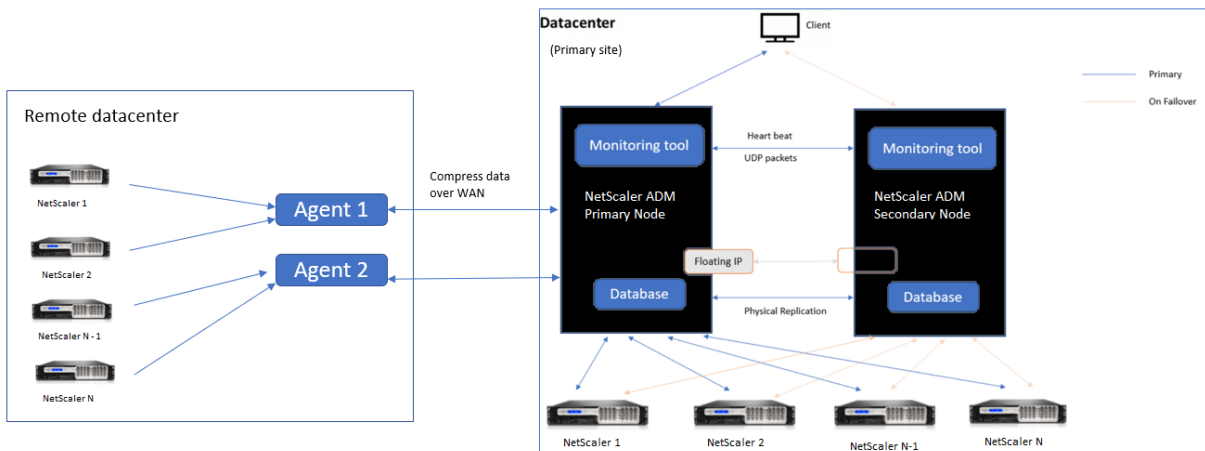 Datacenter
(Primary site)
Client
Primary
On Failover
Remote datacenter
NetScaler 1
NetScaler 2
NetScaler N - 1
NetScaler N
Agent 1
Agent 2
Compress data
over WAN
Monitoring tool
NetScaler ADM
Primary Node
Floating IP
Database
Heart beat
UDP packets
Physical Replication
Monitoring tool
NetScaler ADM
Secondary Node
Database
NetScaler 1
NetScaler 2
NetScaler N-1
NetScaler N